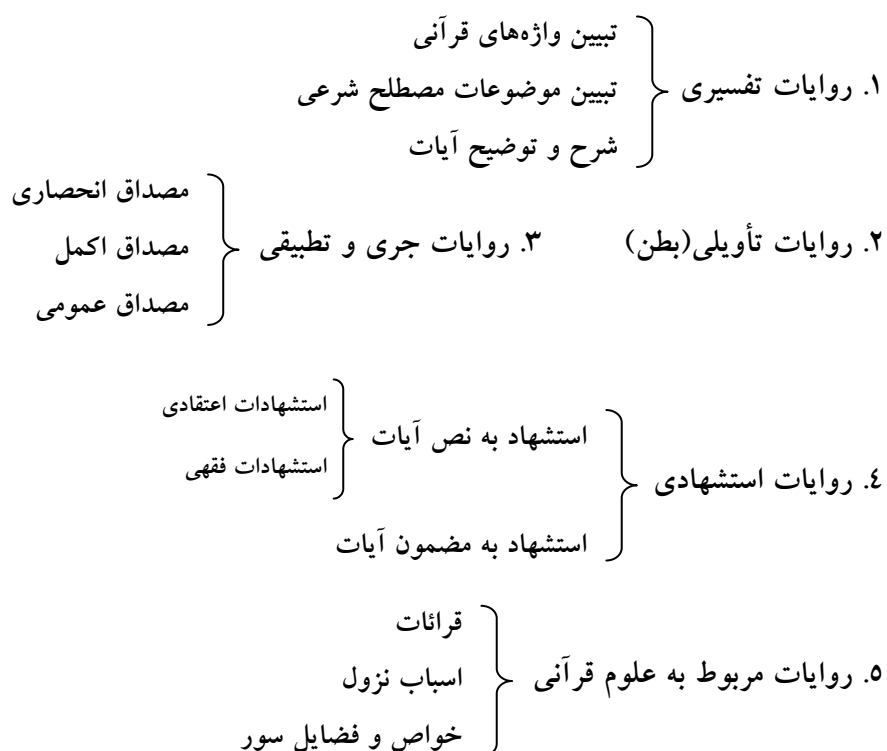 تبیین واژه‌های قرآنی
۱. روایات تفسیری
تبیین موضوعات مصطلح شرعی
شرح و توضیح آیات
۲. روایات تأویلی(بطن)
۳. روایات جری و تطبیقی
مصداق انحصاری
مصداق اکمل
مصداق عمومی
٤. روایات استشهادی
استشهاد به نص آیات
استشهادات اعتقادی
استشهادات فقهی
استشهاد به مضمون آیات
٥. روایات مربوط به علوم قرآنی
قرائات
اسباب نزول
خواص و فضایل سور